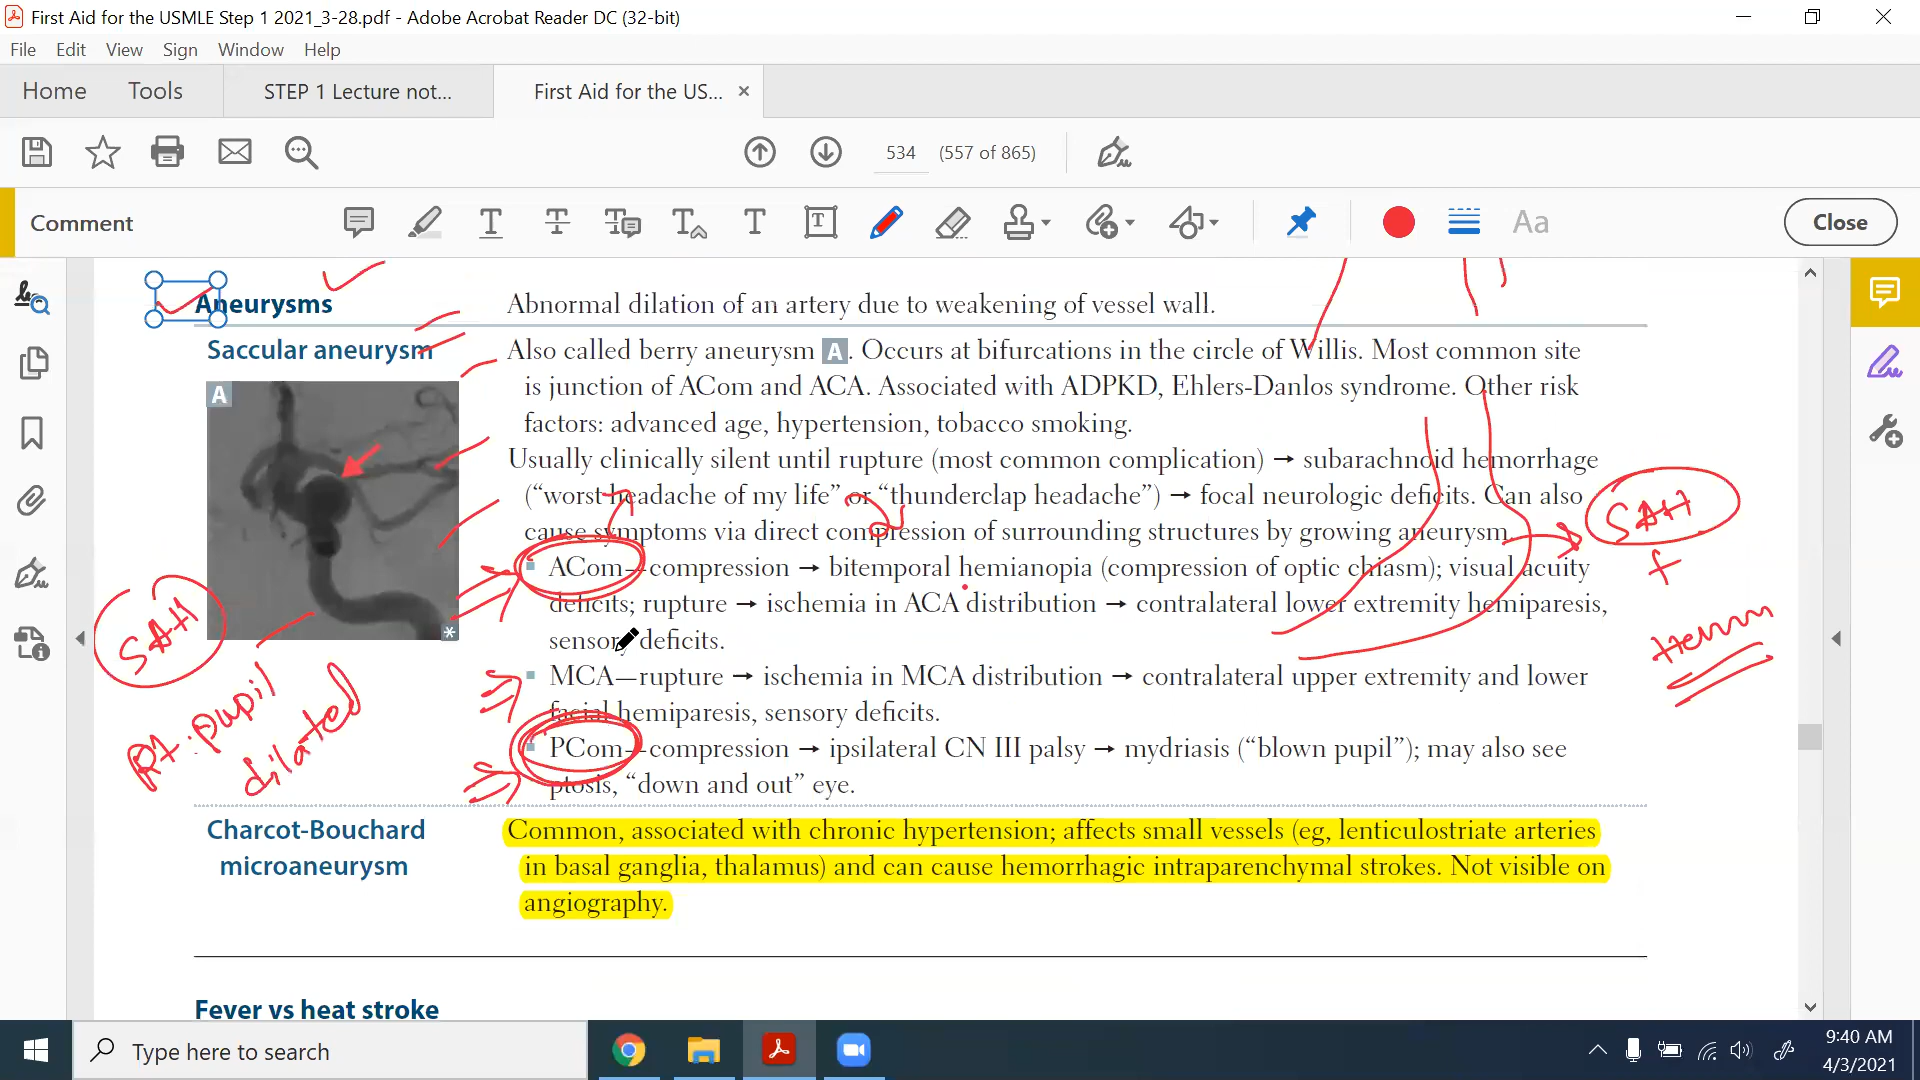 First Aid for the USMLE Step 1 2021_3-28.pdf - Adobe Acrobat Reader DC (32-bit)
File Edit View Sign Window Help
Home Tools STEP 1 Lecture not... First Aid for the US... ×
534 (557 of 865)
Comment Aa Close
Aneurysms Abnormal dilation of an artery due to weakening of vessel wall.
Saccular aneurysm Also called berry aneurysm A. Occurs at bifurcations in the circle of Willis. Most common site
is junction of ACom and ACA. Associated with ADPKD, Ehlers-Danlos syndrome. Other risk
A
factors: advanced age, hypertension, tobacco smoking.
Usually clinically silent until rupture (most common complication) → subarachnoid hemorrhage
(“worst headache of my life” or “thunderclap headache”) → focal neurologic deficits. Can also
SAH
cause symptoms via direct compression of surrounding structures by growing aneurysm.
▪ ACom—compression → bitemporal hemianopia (compression of optic chiasm); visual acuity
deficits; rupture → ischemia in ACA distribution → contralateral lower extremity hemiparesis,
SAH
sensory deficits.
▪ MCA—rupture → ischemia in MCA distribution → contralateral upper extremity and lower
facial hemiparesis, sensory deficits.
Rt. pupil
dilated
▪ PCom—compression → ipsilateral CN III palsy → mydriasis (“blown pupil”); may also see
ptosis, “down and out” eye.
Charcot-Bouchard Common, associated with chronic hypertension; affects small vessels (eg, lenticulostriate arteries
microaneurysm in basal ganglia, thalamus) and can cause hemorrhagic intraparenchymal strokes. Not visible on
angiography.
Fever vs heat stroke
Type here to search
9:40 AM
4/3/2021